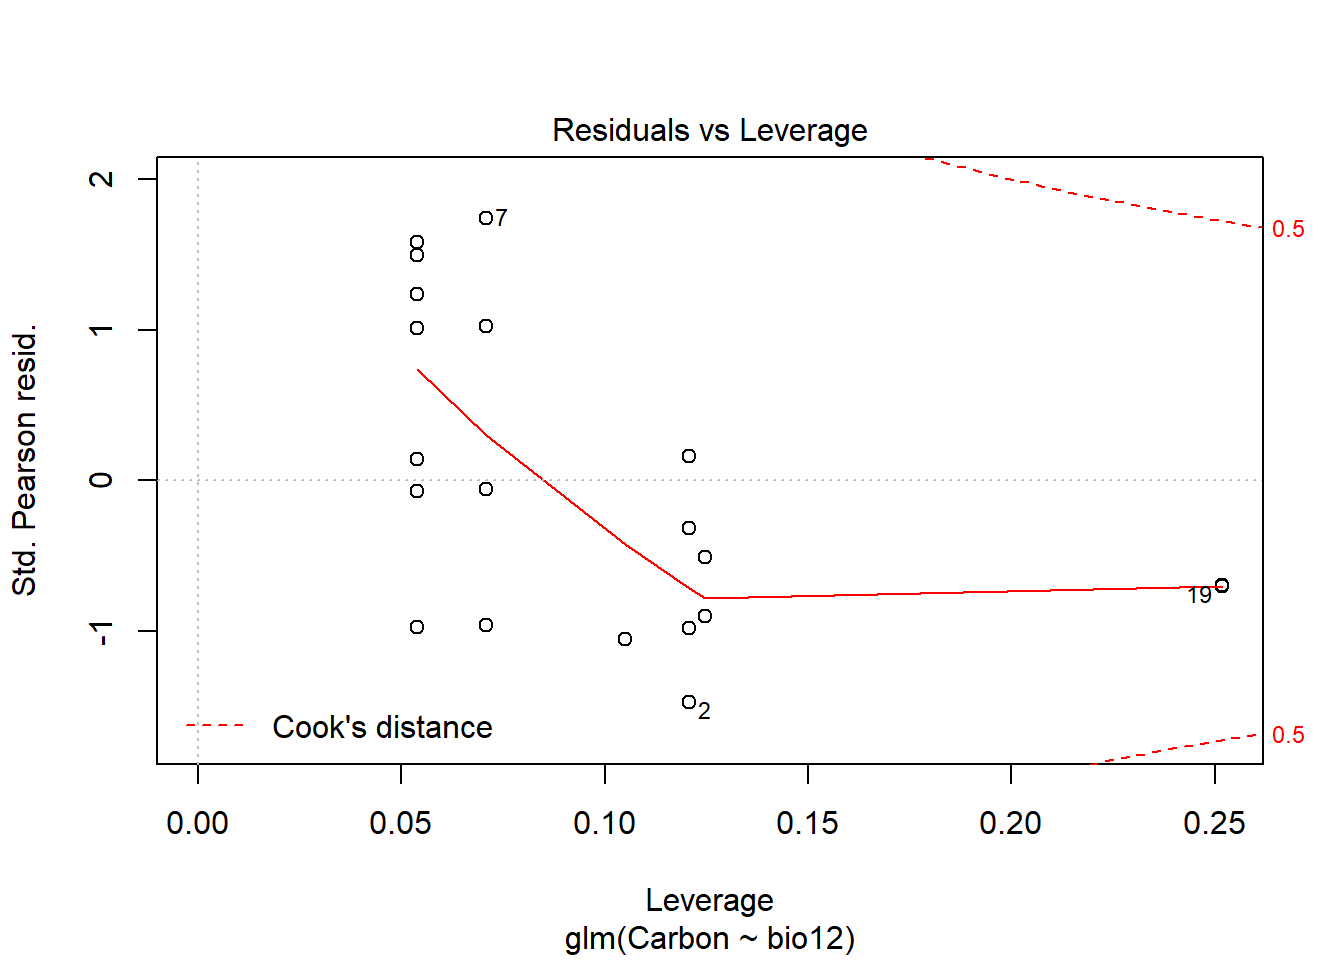 Residuals vs Leverage
Std. Pearson resid.
2
1
0
-1
7
2
19
0.5
0.5
Cook's distance
0.00 0.05 0.10 0.15 0.20 0.25
Leverage
glm(Carbon ~ bio12)